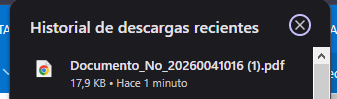 Historial de descargas recientes
Documento_No_20260041016 (1).pdf
17,9 KB • Hace 1 minuto